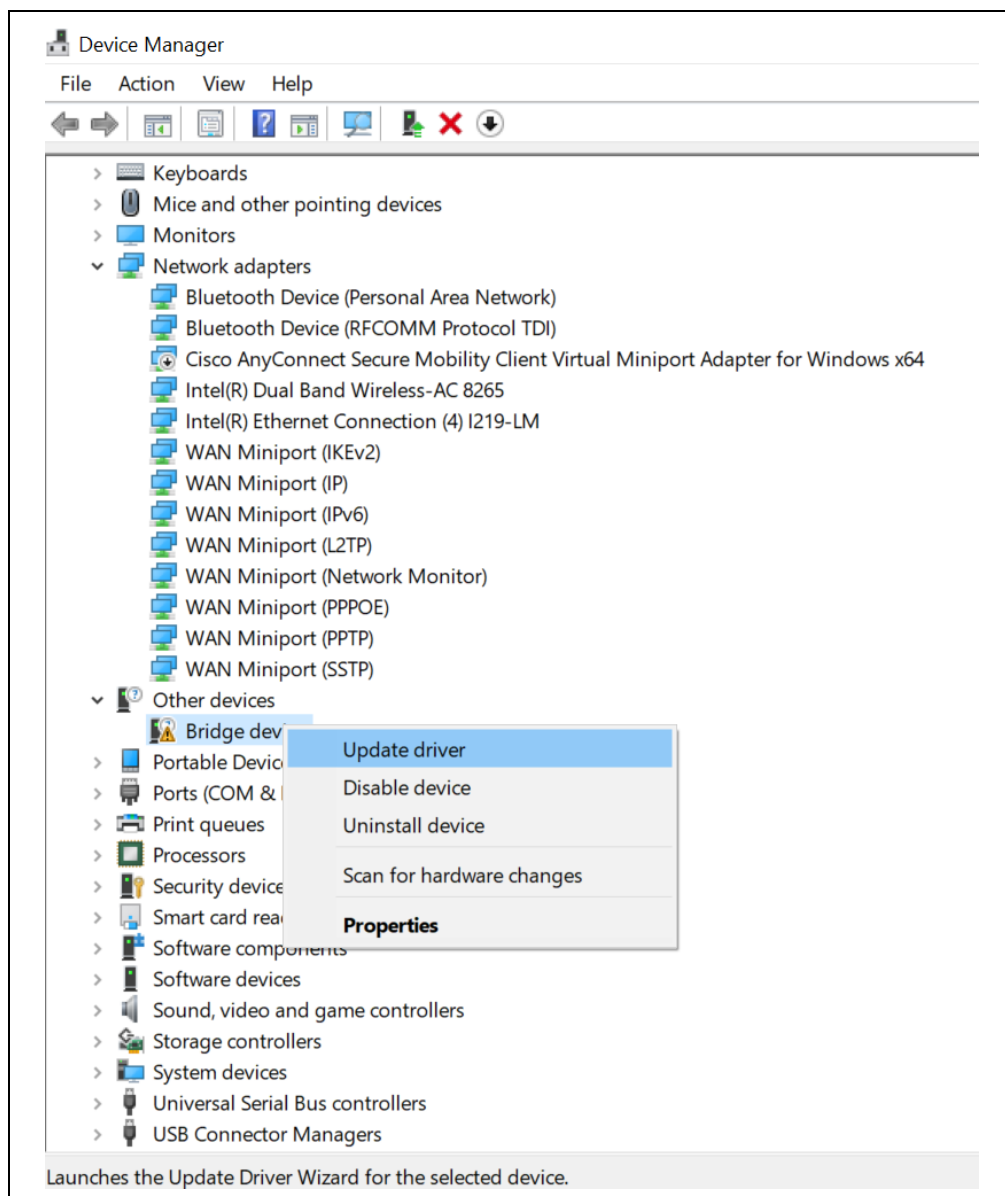 Device Manager
File Action View Help
Keyboards
Mice and other pointing devices
Monitors
Network adapters
Bluetooth Device (Personal Area Network)
Bluetooth Device (RFCOMM Protocol TDI)
Cisco AnyConnect Secure Mobility Client Virtual Miniport Adapter for Windows x64
Intel(R) Dual Band Wireless-AC 8265
Intel(R) Ethernet Connection (4) I219-LM
WAN Miniport (IKEv2)
WAN Miniport (IP)
WAN Miniport (IPv6)
WAN Miniport (L2TP)
WAN Miniport (Network Monitor)
WAN Miniport (PPPOE)
WAN Miniport (PPTP)
WAN Miniport (SSTP)
Other devices
Bridge devi
Portable Devic
Ports (COM &
Print queues
Processors
Security device
Smart card rea
Software components
Software devices
Sound, video and game controllers
Storage controllers
System devices
Universal Serial Bus controllers
USB Connector Managers
Update driver
Disable device
Uninstall device
Scan for hardware changes
Properties
Launches the Update Driver Wizard for the selected device.